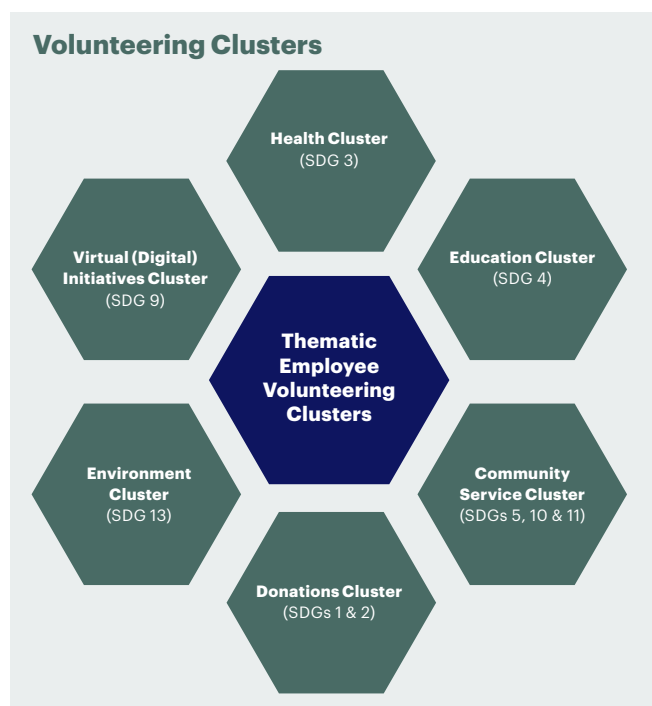 Volunteering Clusters
Health Cluster
(SDG 3)
Virtual (Digital)
Initiatives Cluster
(SDG 9)
Education Cluster
(SDG 4)
Thematic
Employee
Volunteering
Clusters
Environment
Cluster
(SDG 13)
Community
Service Cluster
(SDGs 5, 10 & 11)
Donations Cluster
(SDGs 1 & 2)